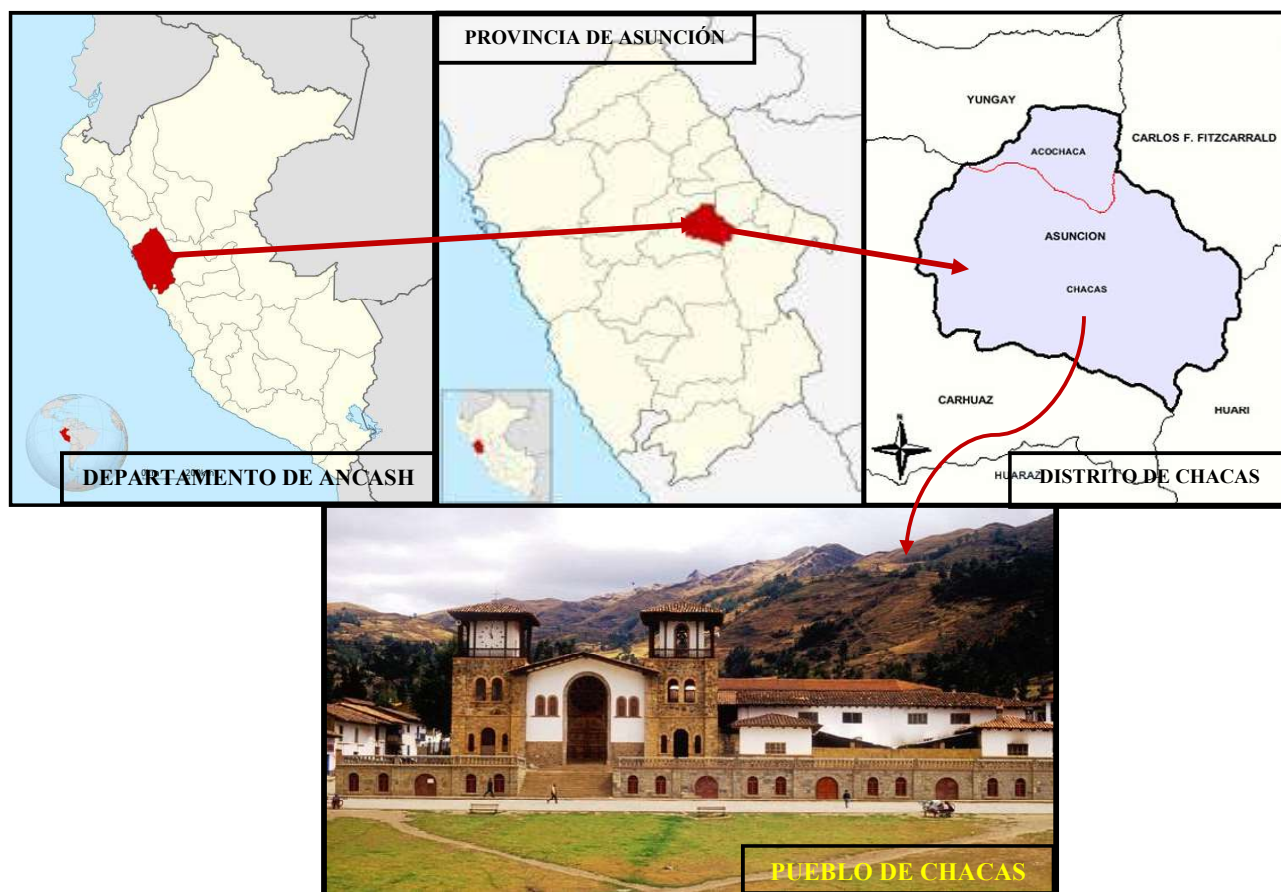 PROVINCIA DE ASUNCIÓN
YUNGAY
CARLOS F. FITZCARRALD
ACOCHACA
ASUNCION
CHACAS
CARHUAZ
HUARI
N
HUARAZ
DEPARTAMENTO DE ANCASH
DISTRITO DE CHACAS
PUEBLO DE CHACAS